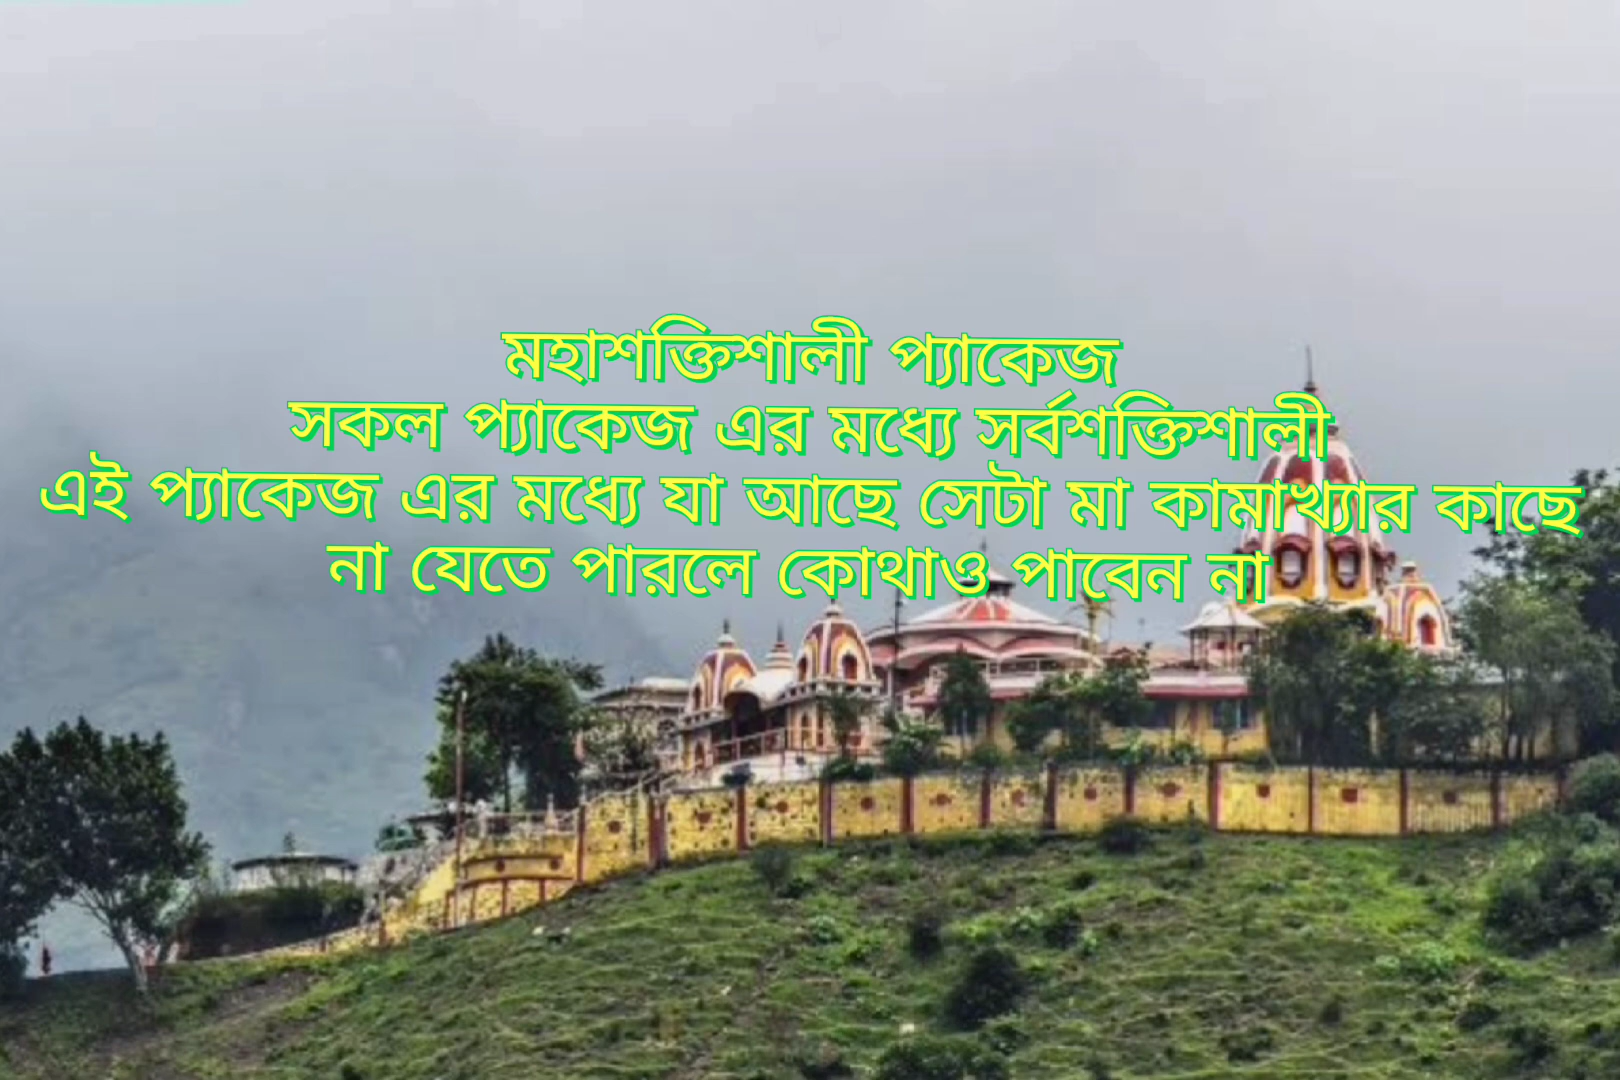 মহাশক্তিশালী প্যাকেজ
সকল প্যাকেজ এর মধ্যে সর্বশক্তিশালী
এই প্যাকেজ এর মধ্যে যা আছে সেটা মা কামাখ্যার কাছে
না যেতে পারলে কোথাও পাবেন না